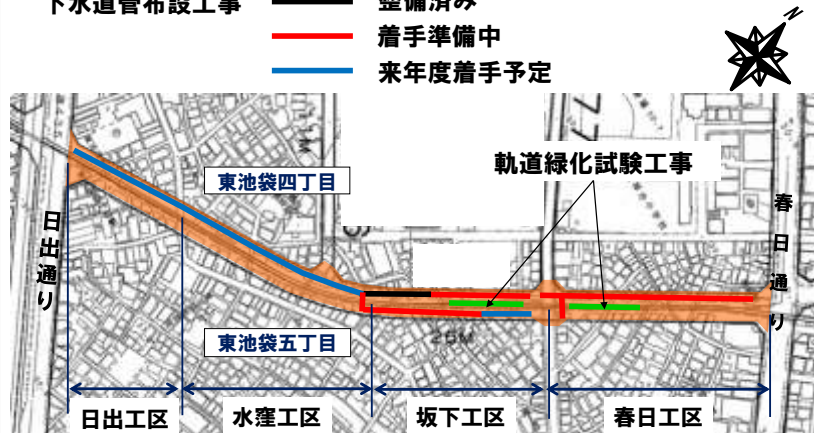 下水道管布設工事
整備済み
着手準備中
来年度着手予定
N
軌道緑化試験工事
東池袋四丁目
日出通り
春日通り
東池袋五丁目
25M
日出工区
水窪工区
坂下工区
春日工区